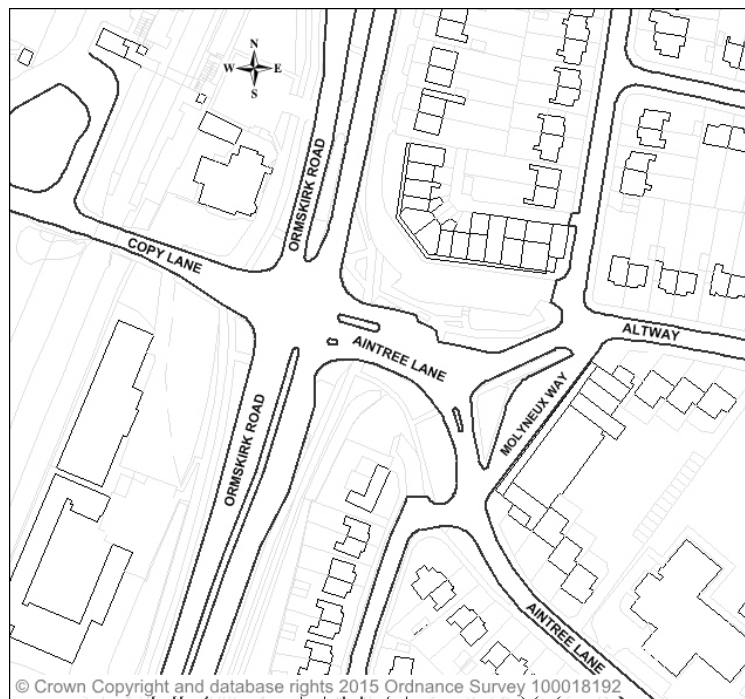 N
W E
S
ORMSKIRK ROAD
COPY LANE
ALTWAY
AINTREE LANE
MOLYNEUX WAY
ORMSKIRK ROAD
AINTREE LANE
© Crown Copyright and database rights 2015 Ordnance Survey 100018192